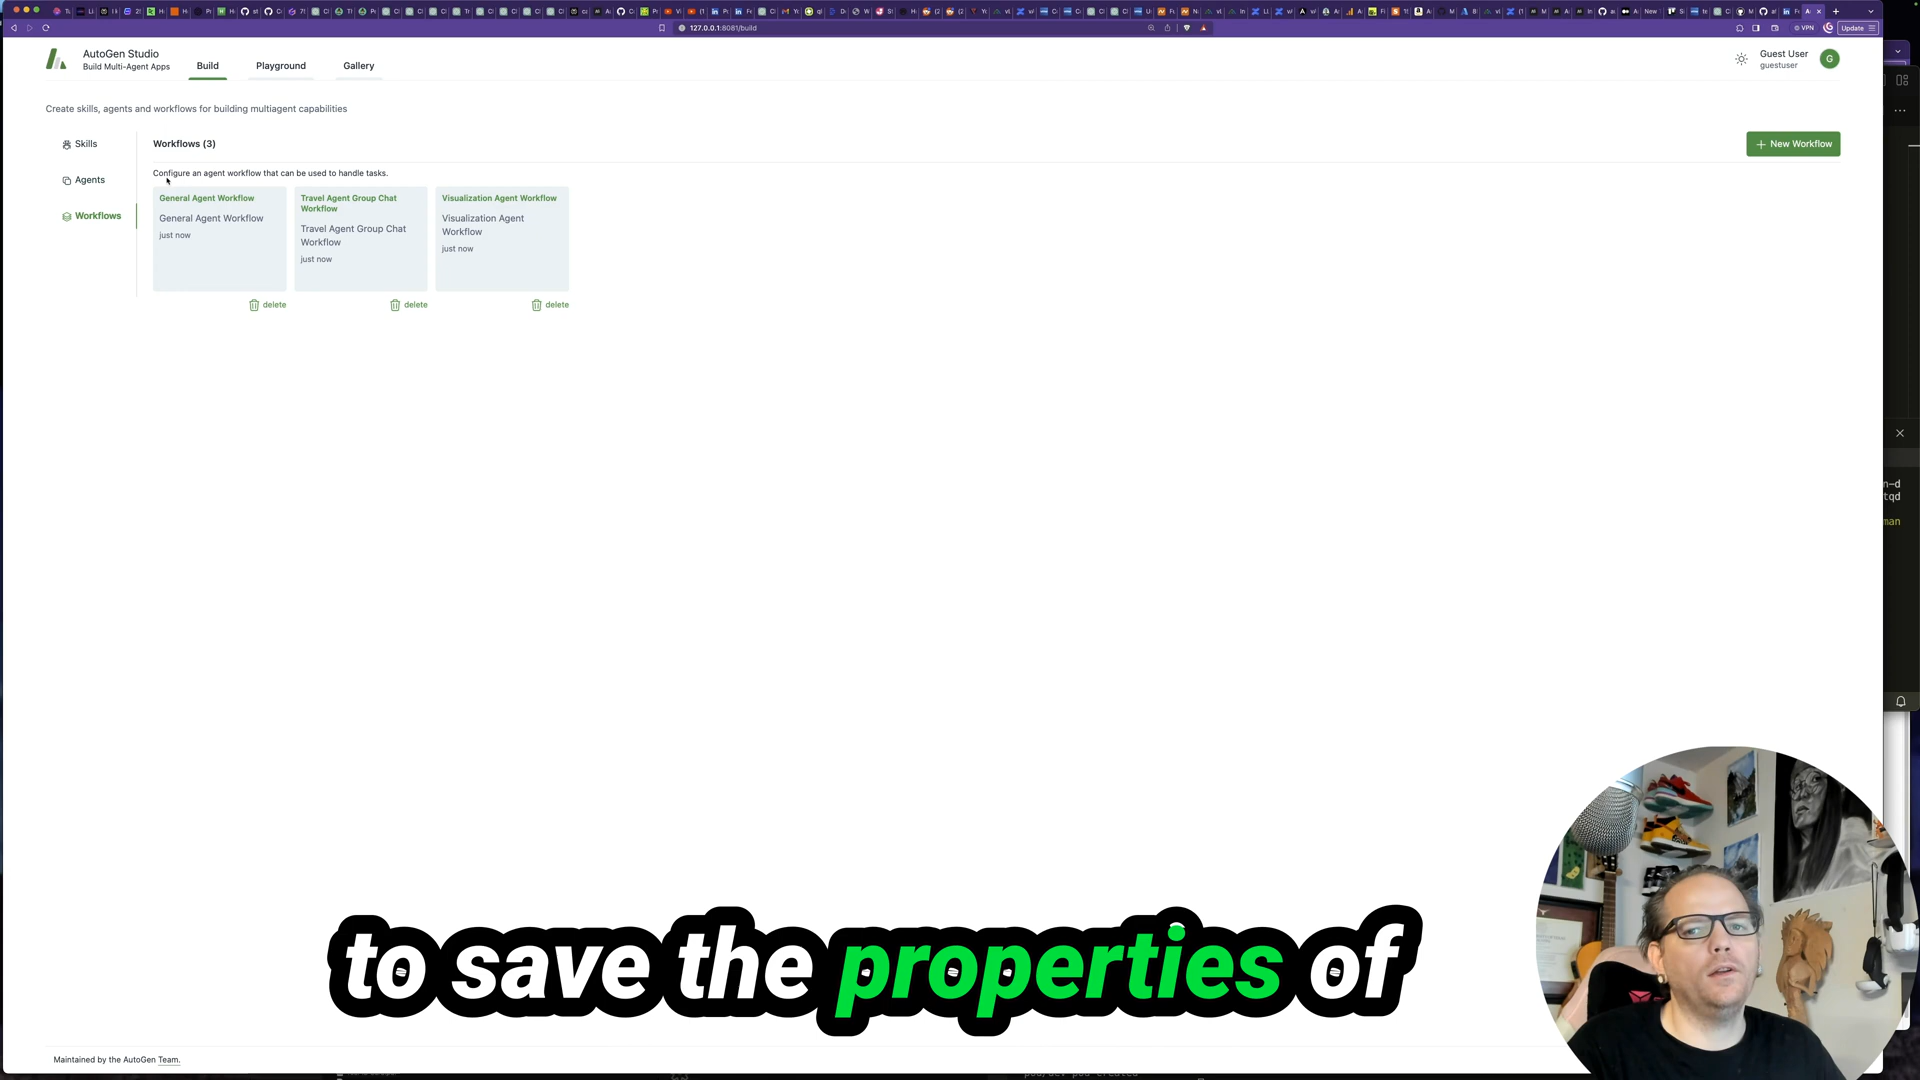 127.0.0.1:8081/build
VPN
Update
AutoGen Studio
Build Multi-Agent Apps
Build
Playground
Gallery
Guest User
guestuser
G
Create skills, agents and workflows for building multiagent capabilities
Skills
Agents
Workflows
Workflows (3)
New Workflow
Configure an agent workflow that can be used to handle tasks.
General Agent Workflow
General Agent Workflow
just now
delete
Travel Agent Group Chat
Workflow
Travel Agent Group Chat
Workflow
just now
delete
Visualization Agent Workflow
Visualization Agent
Workflow
just now
delete
n-d
tqd
man
to save the properties of
Maintained by the AutoGen Team.